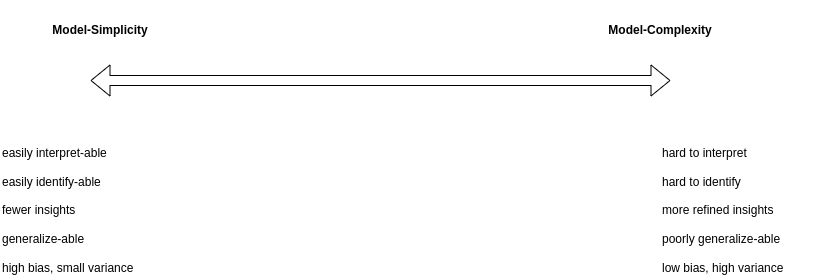 Model-Simplicity Model-Complexity
easily interpret-able hard to interpret
easily identify-able hard to identify
fewer insights more refined insights
generalize-able poorly generalize-able
high bias, small variance low bias, high variance